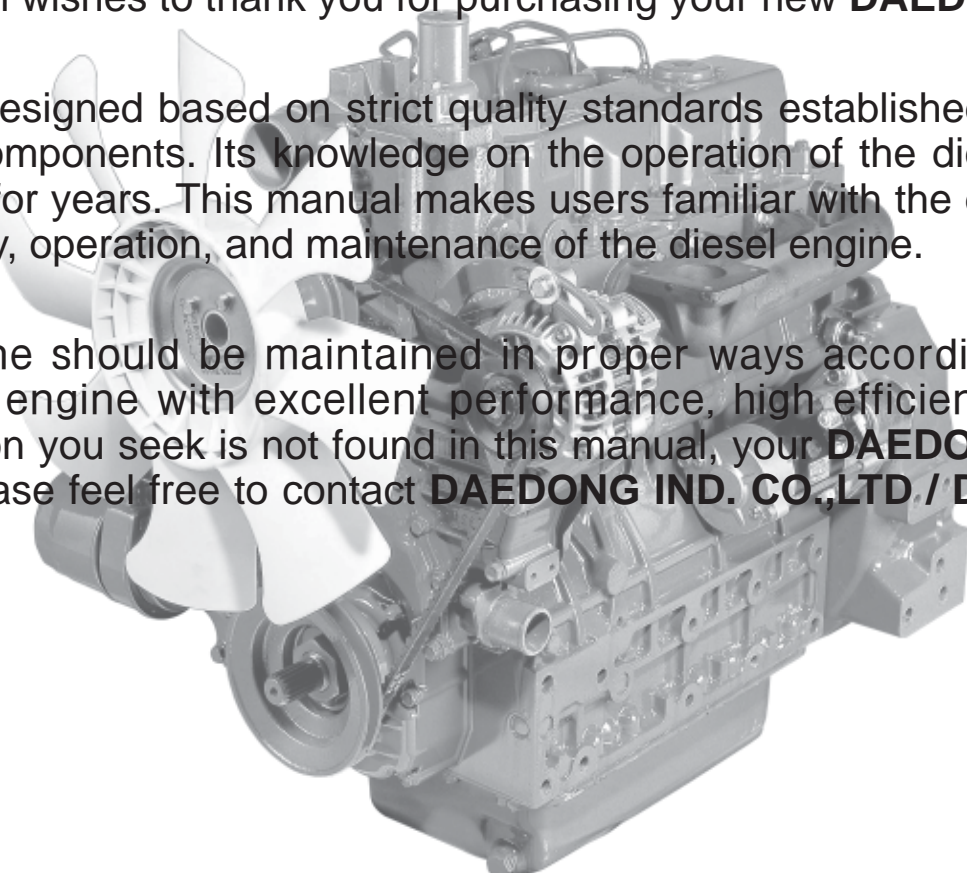 wishes to thank you for purchasing your new DAED
esigned based on strict quality standards established
omponents. Its knowledge on the operation of the di
or years. This manual makes users familiar with the
, operation, and maintenance of the diesel engine.
ne should be maintained in proper ways accordi
engine with excellent performance, high efficien
on you seek is not found in this manual, your DAEDO
ase feel free to contact DAEDONG IND. CO.,LTD / D